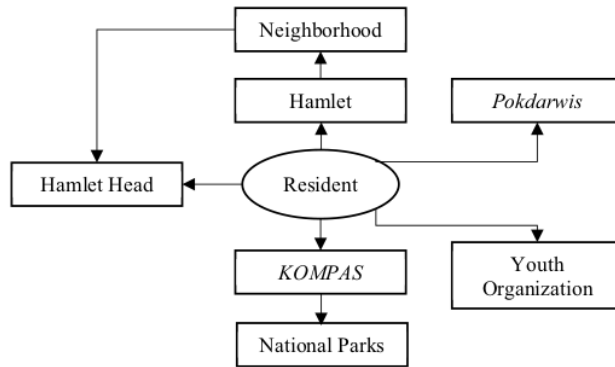 Neighborhood
Hamlet
Pokdarwis
Hamlet Head
Resident
KOMPAS
Youth
Organization
National Parks